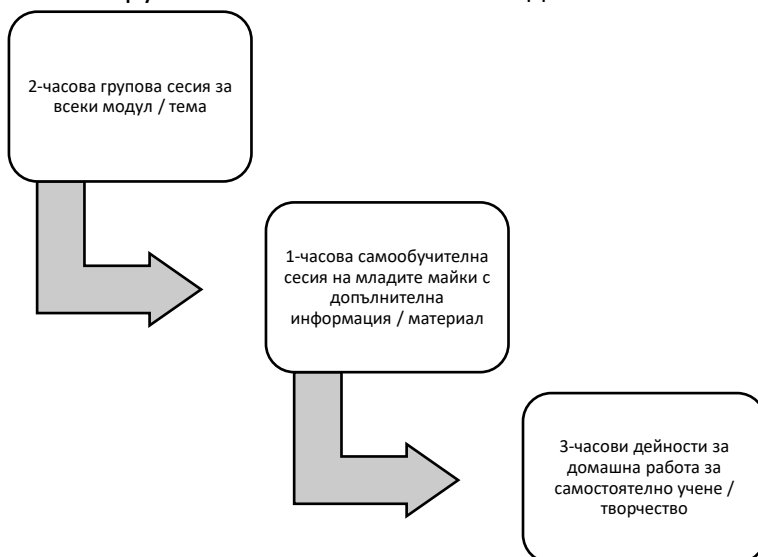 2-часова групова сесия за
всеки модул / тема
1-часова самообучителна
сесия на младите майки с
допълнителна
информация / материал
3-часови дейности за
домашна работа за
самостоятелно учене /
творчество